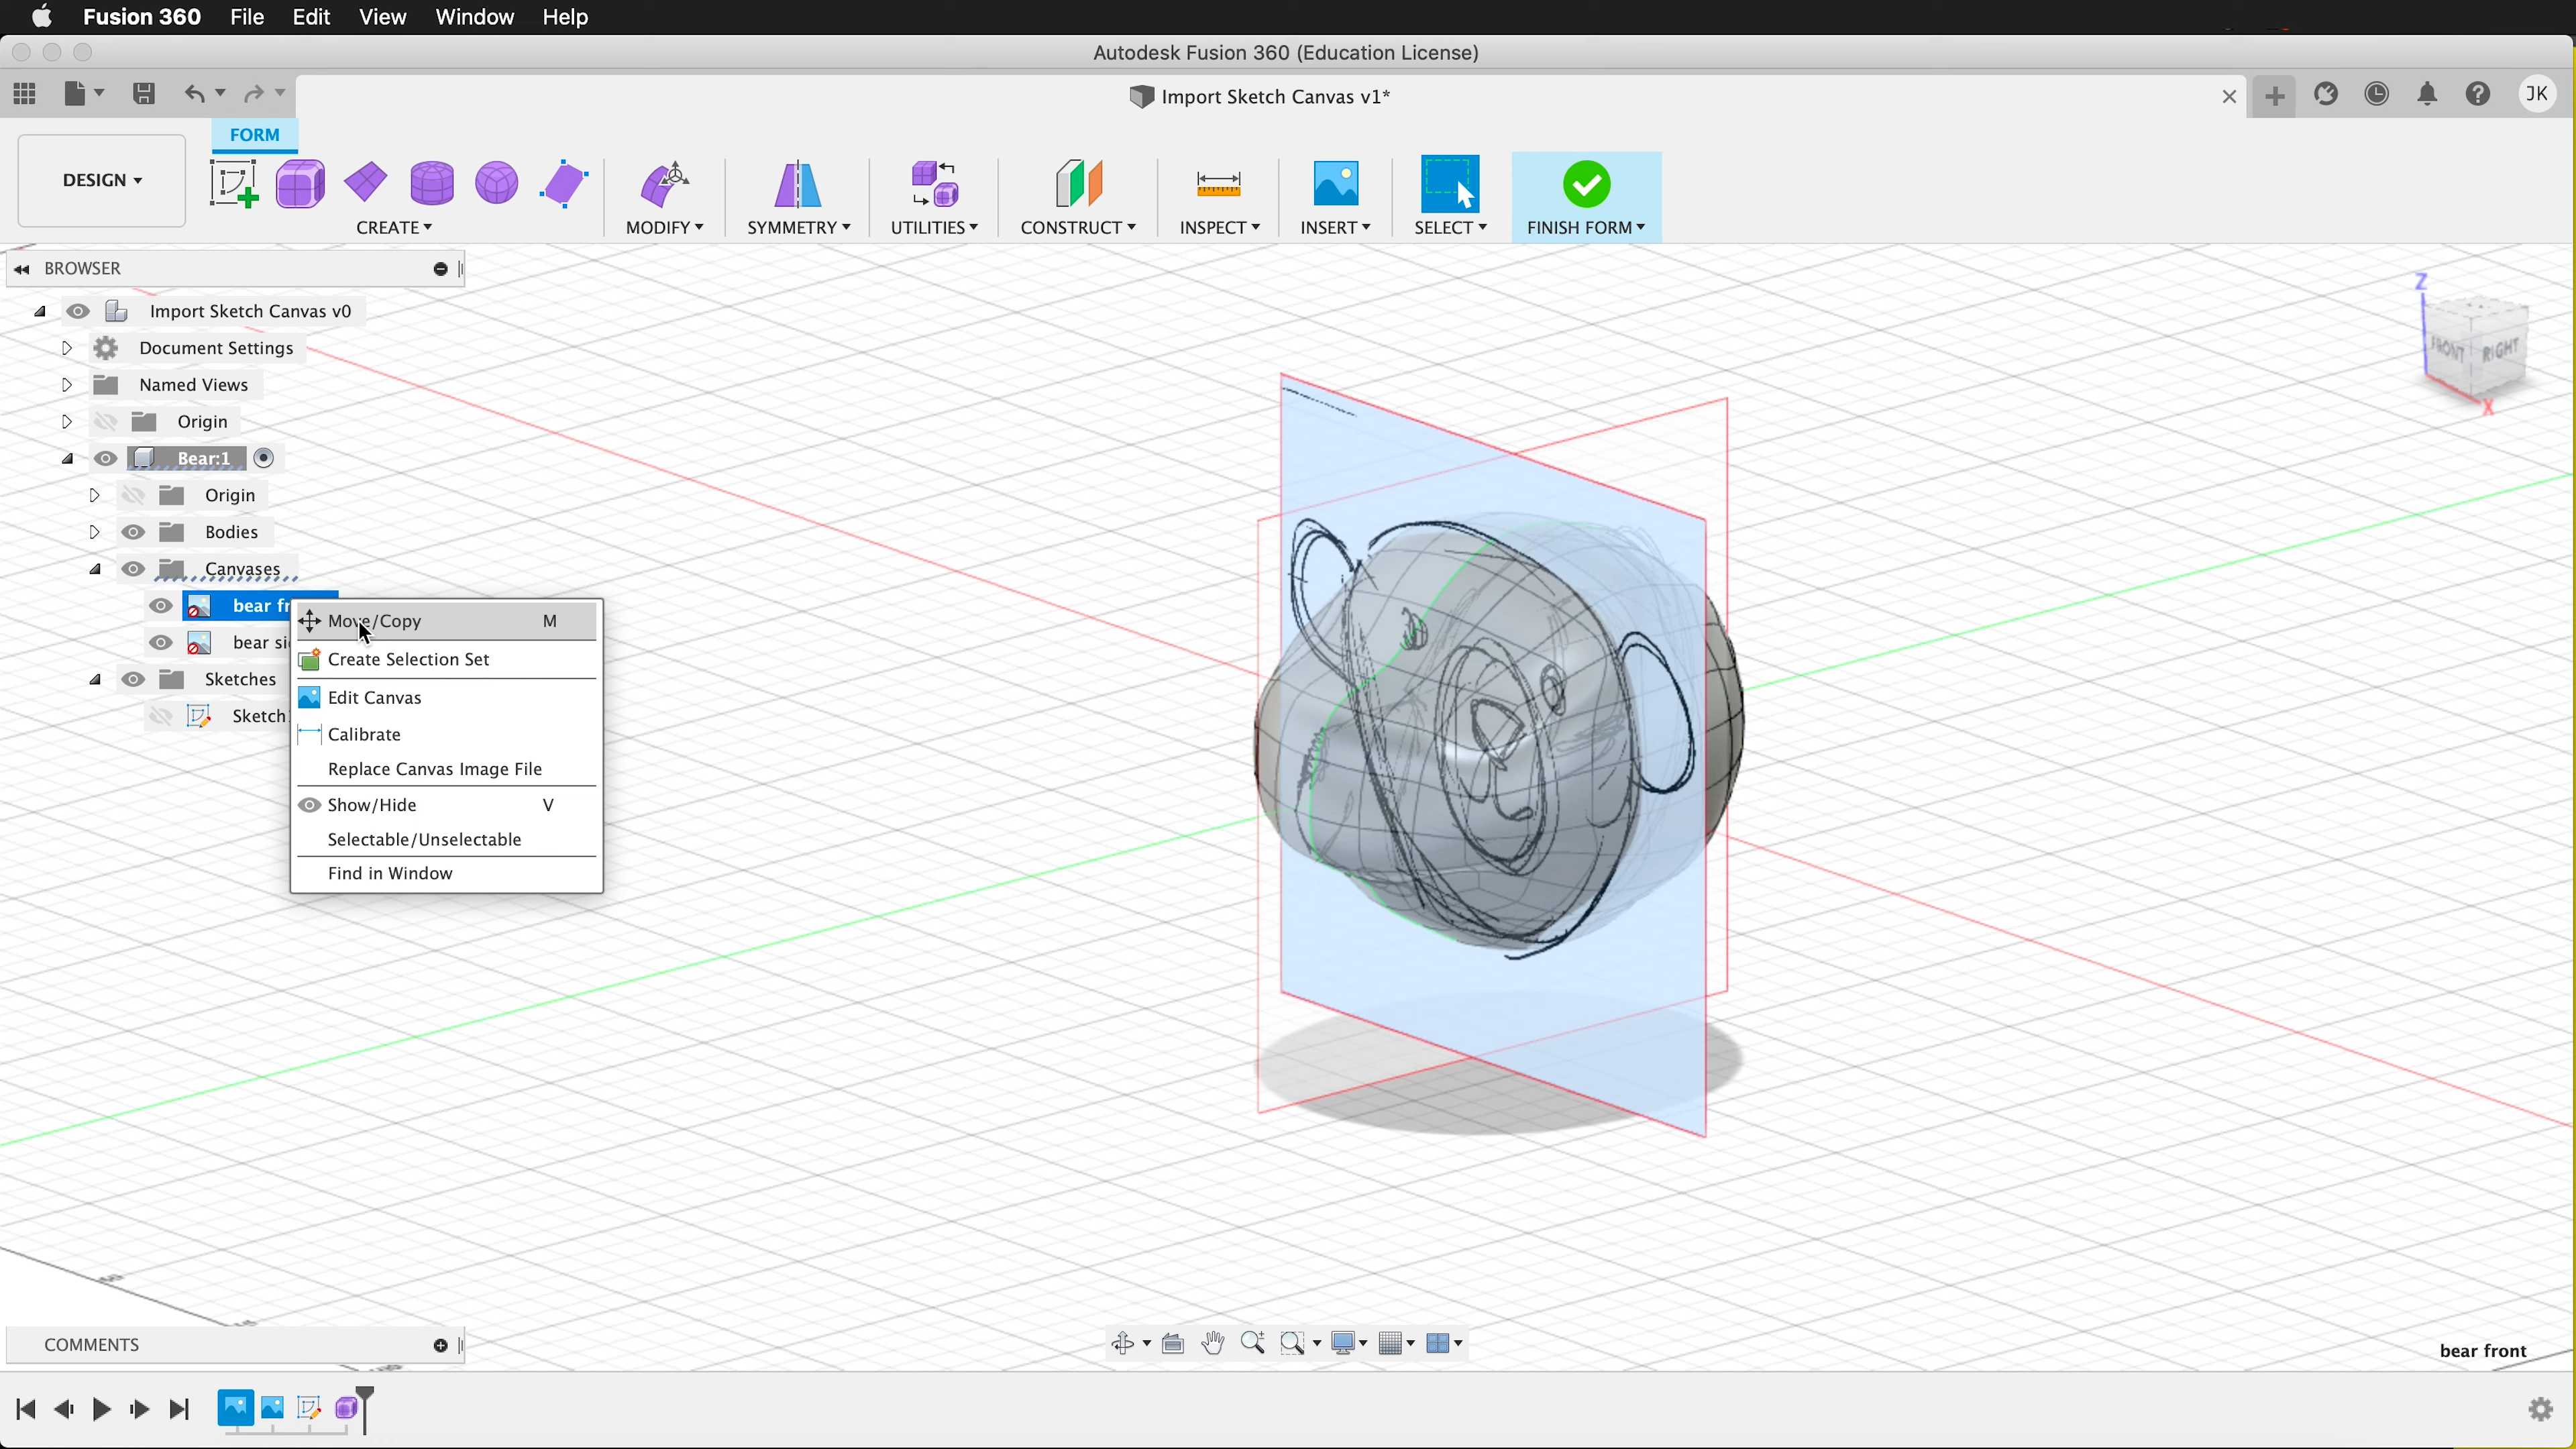 Fusion 360 File Edit View Window Help
Autodesk Fusion 360 (Education License)
Import Sketch Canvas v1*
JK
FORM
DESIGN
CREATE MODIFY SYMMETRY UTILITIES CONSTRUCT INSPECT INSERT SELECT FINISH FORM
BROWSER
Import Sketch Canvas v0
Document Settings
Named Views
Origin
Bear:1
Origin
Bodies
Canvases
bear fr
bear si
Sketches
Sketch
Move/Copy M
Create Selection Set
Edit Canvas
Calibrate
Replace Canvas Image File
Show/Hide V
Selectable/Unselectable
Find in Window
Z
FRONT RIGHT
X
COMMENTS
bear front